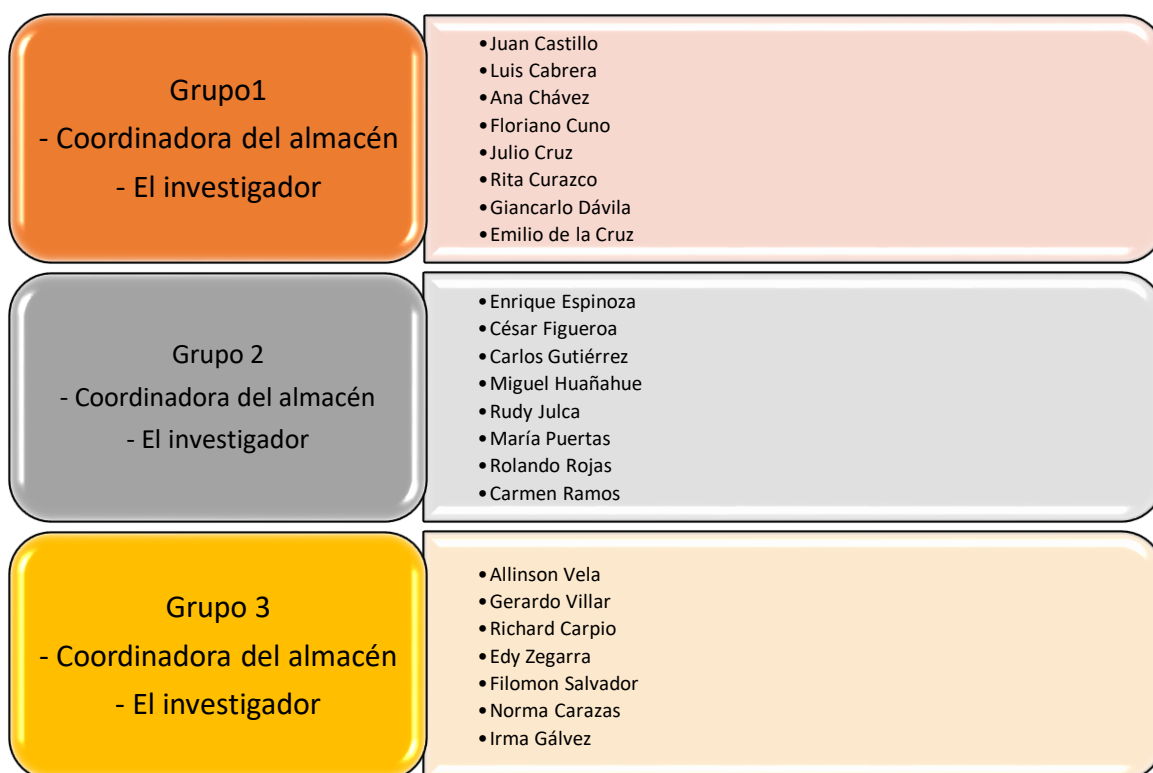 Grupo1
- Coordinadora del almacén
- El investigador
•Juan Castillo
•Luis Cabrera
•Ana Chávez
•Floriano Cuno
•Julio Cruz
•Rita Curazco
•Giancarlo Dávila
•Emilio de la Cruz
Grupo 2
- Coordinadora del almacén
- El investigador
•Enrique Espinoza
•César Figueroa
•Carlos Gutiérrez
•Miguel Huañahue
•Rudy Julca
•María Puertas
•Rolando Rojas
•Carmen Ramos
Grupo 3
- Coordinadora del almacén
- El investigador
•Allinson Vela
•Gerardo Villar
•Richard Carpio
•Edy Zegarra
•Filomon Salvador
•Norma Carazas
•Irma Gálvez